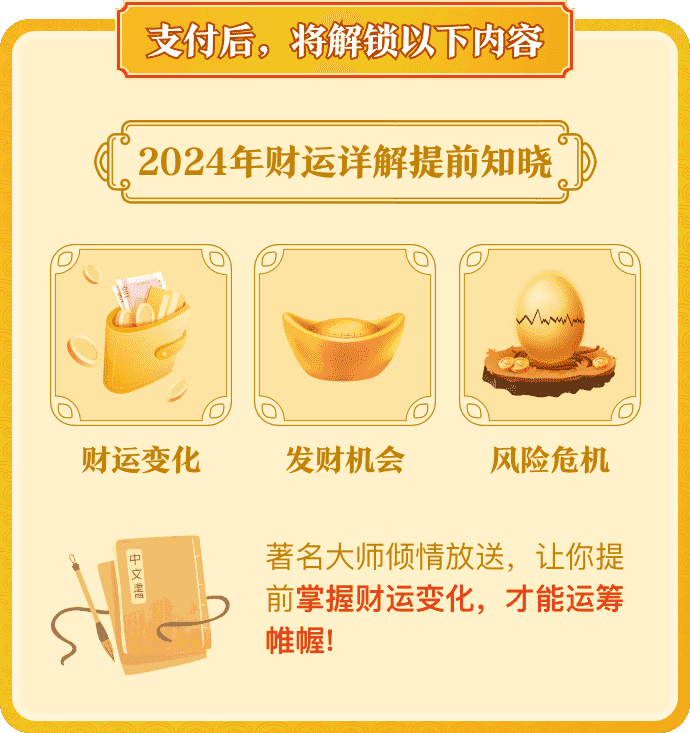 支付后，将解锁以下内容
2024年财运详解提前知晓
财运变化
发财机会
风险危机
中文書
著名大师倾情放送，让你提
前掌握财运变化，才能运筹
帷幄!